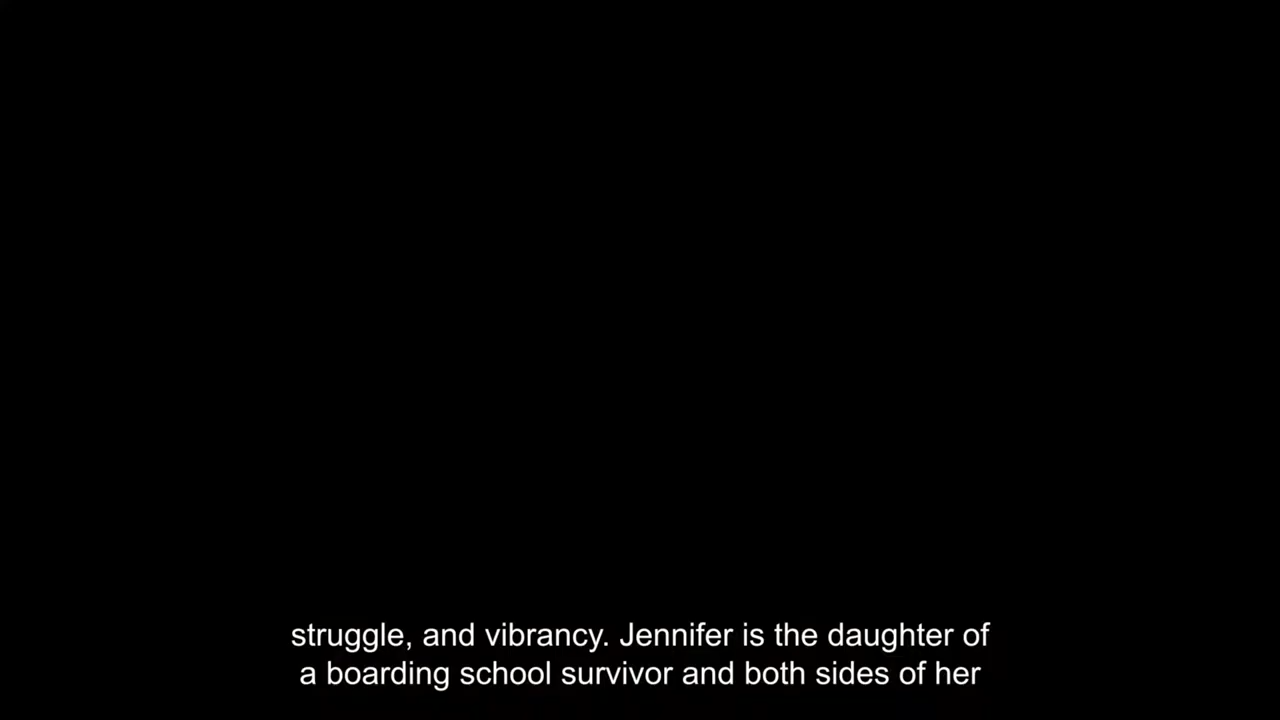 struggle, and vibrancy. Jennifer is the daughter of
a boarding school survivor and both sides of her